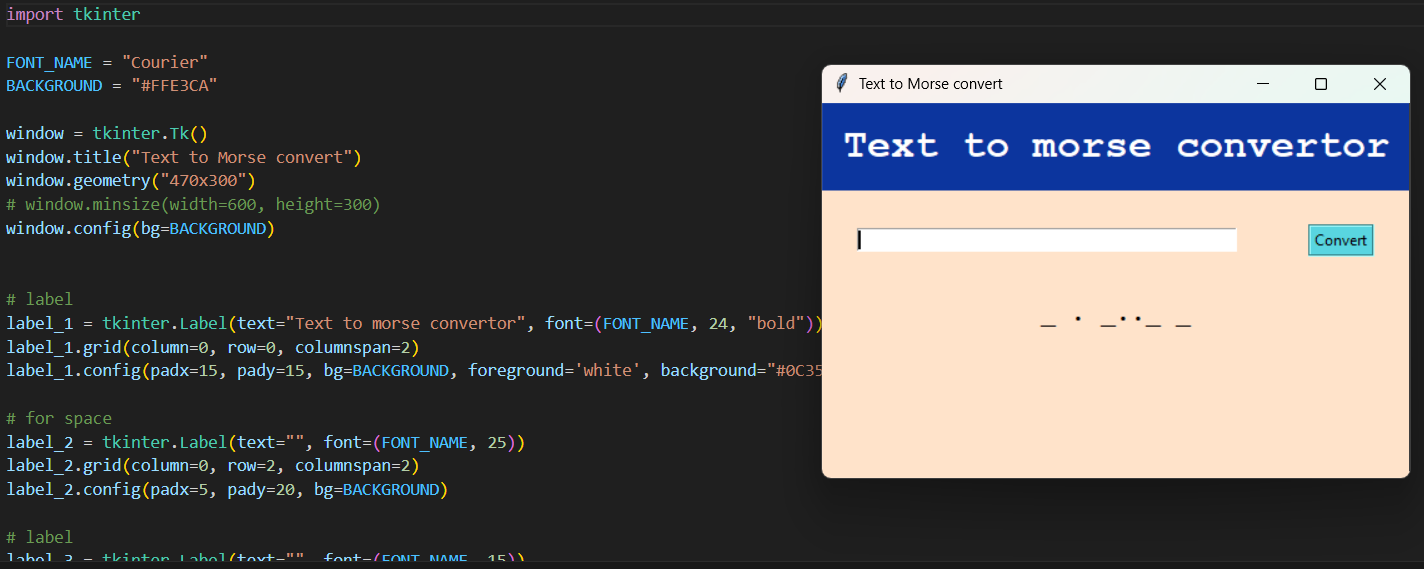 import tkinter
FONT_NAME = "Courier"
BACKGROUND = "#FFE3CA"
window = tkinter.Tk()
window.title("Text to Morse convert")
window.geometry("470x300")
# window.minsize(width=600, height=300)
window.config(bg=BACKGROUND)
# label
label_1 = tkinter.Label(text="Text to morse convertor", font=(FONT_NAME, 24, "bold"))
label_1.grid(column=0, row=0, columnspan=2)
label_1.config(padx=15, pady=15, bg=BACKGROUND, foreground='white', background="#0C35
# for space
label_2 = tkinter.Label(text="", font=(FONT_NAME, 25))
label_2.grid(column=0, row=2, columnspan=2)
label_2.config(padx=5, pady=20, bg=BACKGROUND)
# label
label_3 = tkinter.Label(text="", font=(FONT_NAME, 15))
Text to Morse convert
Text to morse convertor
Convert
_ · _··_ _